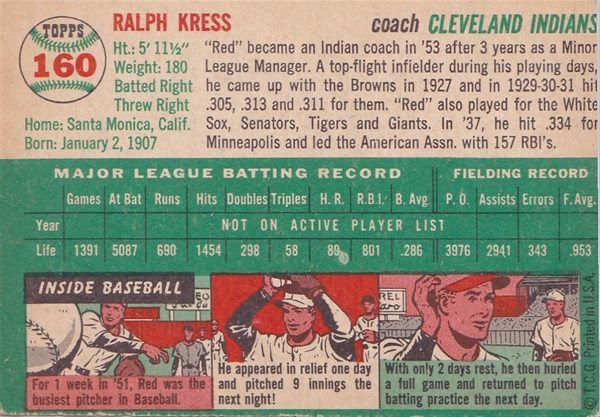 TOPPS
160
RALPH KRESS
coach CLEVELAND INDIANS
Ht.: 5' 11½"
Weight: 180
Batted Right
Threw Right
Home: Santa Monica, Calif.
Born: January 2, 1907
"Red" became an Indian coach in '53 after 3 years as a Minor
League Manager. A top-flight infielder during his playing days,
he came up with the Browns in 1927 and in 1929-30-31 hit
.305, .313 and .311 for them. "Red" also played for the White
Sox, Senators, Tigers and Giants. In '37, he hit .334 for
Minneapolis and led the American Assn. with 157 RBI's.
MAJOR LEAGUE BATTING RECORD FIELDING RECORD
Games At Bat Runs Hits Doubles Triples H. R. R.B.I. B. Avg. P. O. Assists Errors F. Avg.
Year NOT ON ACTIVE PLAYER LIST
Life 1391 5087 690 1454 298 58 89 801 .286 3976 2941 343 .953
INSIDE BASEBALL
For 1 week in '51, Red was the
busiest pitcher in Baseball.
He appeared in relief one day
and pitched 9 innings the
next night!
REL
With only 2 days rest, he then hurled
a full game and returned to pitch
batting practice the next day.
© T.C.G. Printed in U.S.A.